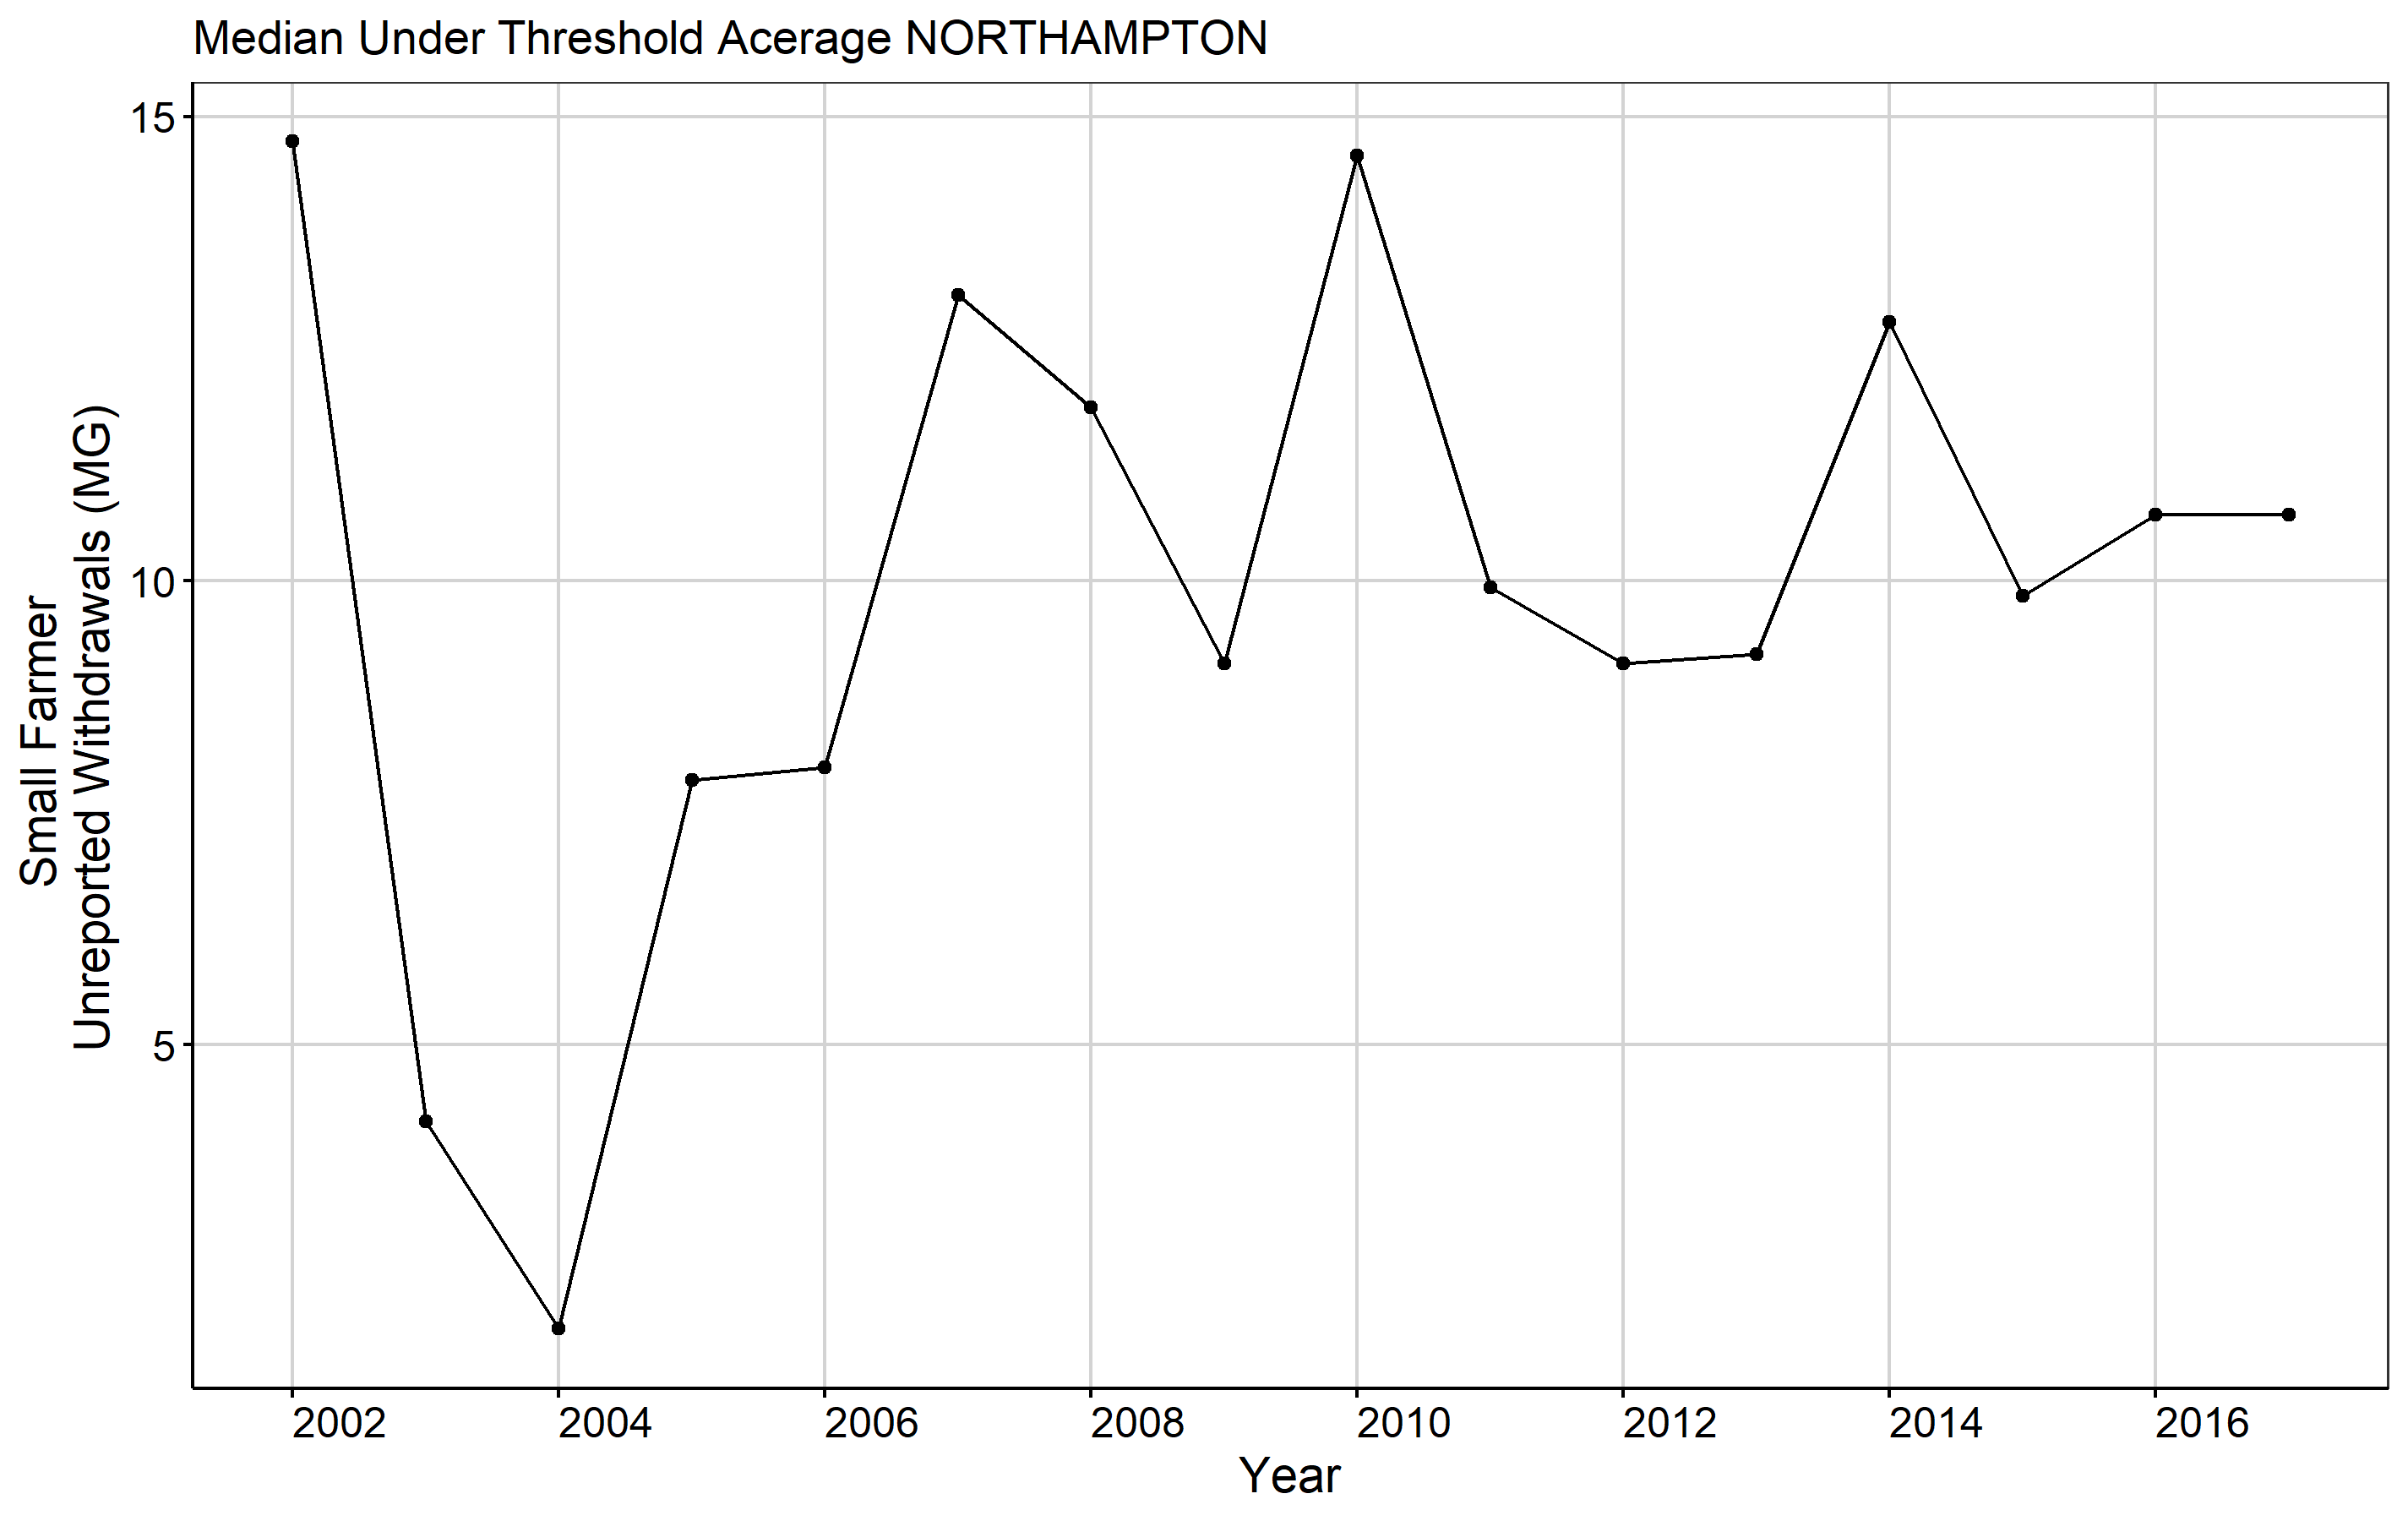 Median Under Threshold Acerage NORTHAMPTON
Small Farmer
Unreported Withdrawals (MG)
15
10
5
2002
2004
2006
2008
2010
2012
2014
2016
Year